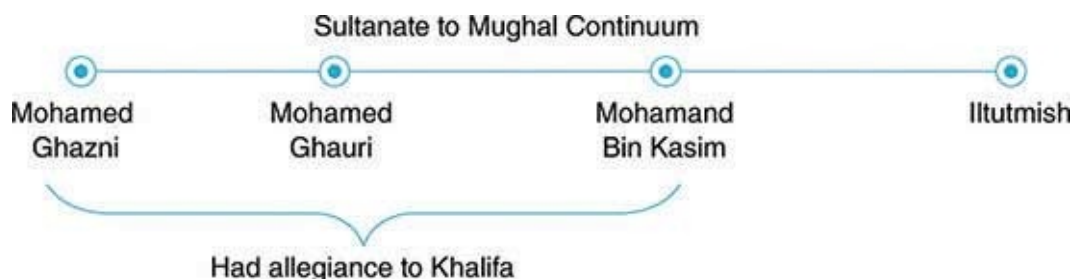 Sultanate to Mughal Continuum
Mohamed
Ghazni
Mohamed
Ghauri
Mohamand
Bin Kasim
Iltutmish
Had allegiance to Khalifa